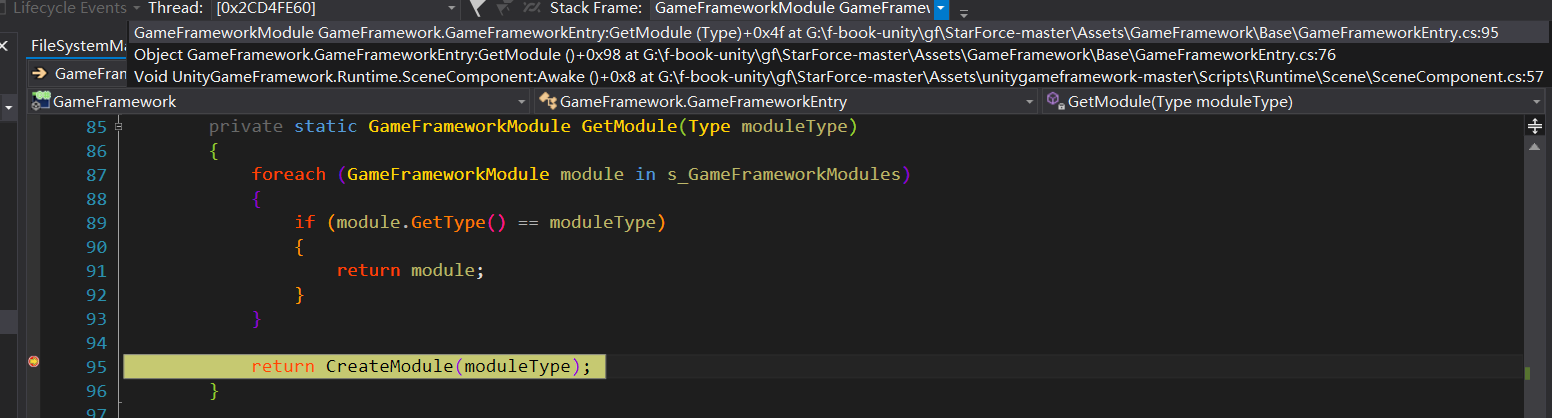 Lifecycle Events Thread: [0x2CD4FE60] Stack Frame: GameFrameworkModule GameFramew
GameFrameworkModule GameFramework.GameFrameworkEntry:GetModule (Type)+0x4f at G:\f-book-unity\gf\StarForce-master\Assets\GameFramework\Base\GameFrameworkEntry.cs:95
FileSystemMa
Object GameFramework.GameFrameworkEntry:GetModule ()+0x98 at G:\f-book-unity\gf\StarForce-master\Assets\GameFramework\Base\GameFrameworkEntry.cs:76
GameFran
Void UnityGameFramework.Runtime.SceneComponent:Awake ()+0x8 at G:\f-book-unity\gf\StarForce-master\Assets\unitygameframework-master\Scripts\Runtime\Scene\SceneComponent.cs:57
GameFramework GameFramework.GameFrameworkEntry GetModule(Type moduleType)
85 private static GameFrameworkModule GetModule(Type moduleType)
86 {
87 foreach (GameFrameworkModule module in s_GameFrameworkModules)
88 {
89 if (module.GetType() == moduleType)
90 {
91 return module;
92 }
93 }
94
95 return CreateModule(moduleType);
96 }
97